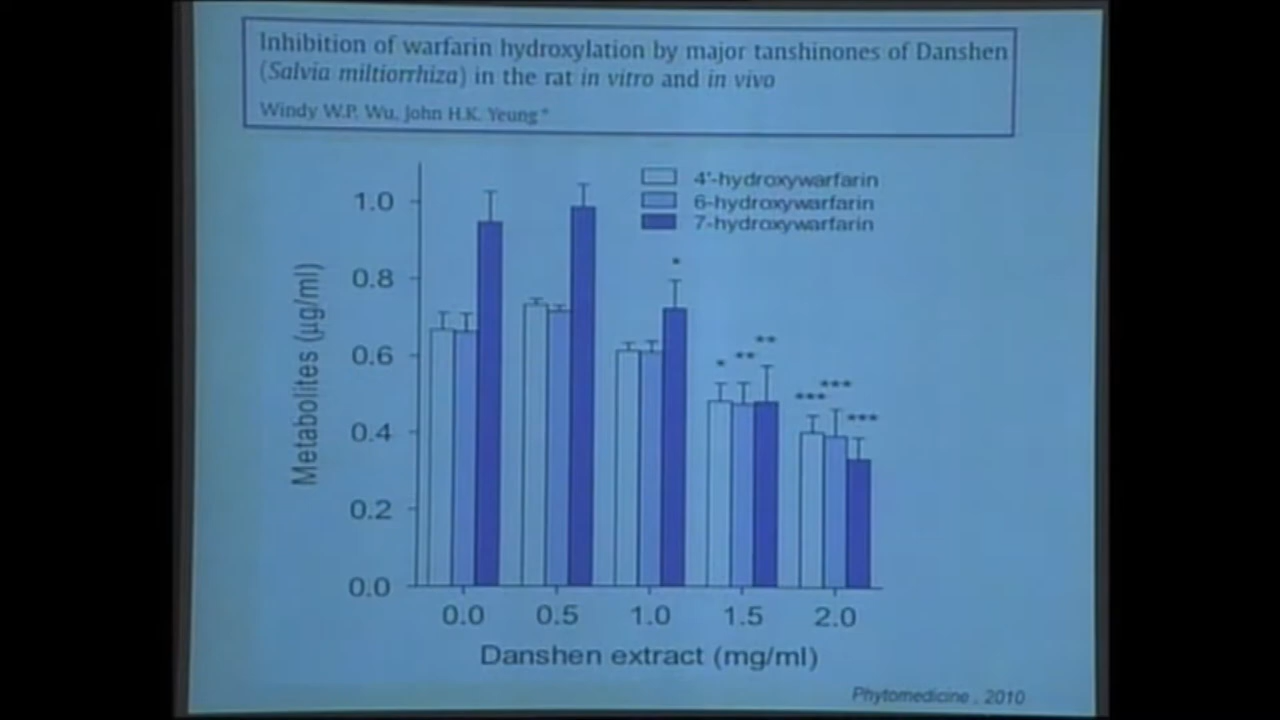 Inhibition of warfarin hydroxylation by major tanshinones of Danshen
(Salvia miltiorrhiza) in the rat in vitro and in vivo
Windy W.P. Wu, John H.K. Yeung*
4'-hydroxywarfarin
6-hydroxywarfarin
7-hydroxywarfarin
Metabolites (µg/ml)
1.0
0.8
0.6
0.4
0.2
0.0
*
* ** **
*** *** ***
0.0 0.5 1.0 1.5 2.0
Danshen extract (mg/ml)
Phytomedicine , 2010